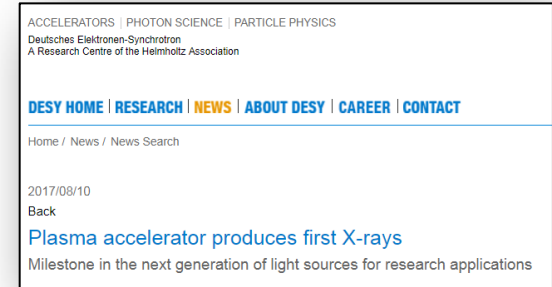 ACCELERATORS | PHOTON SCIENCE | PARTICLE PHYSICS
Deutsches Elektronen-Synchrotron
A Research Centre of the Helmholtz Association
DESY HOME | RESEARCH | NEWS | ABOUT DESY | CAREER | CONTACT
Home / News / News Search
2017/08/10
Back
Plasma accelerator produces first X-rays
Milestone in the next generation of light sources for research applications